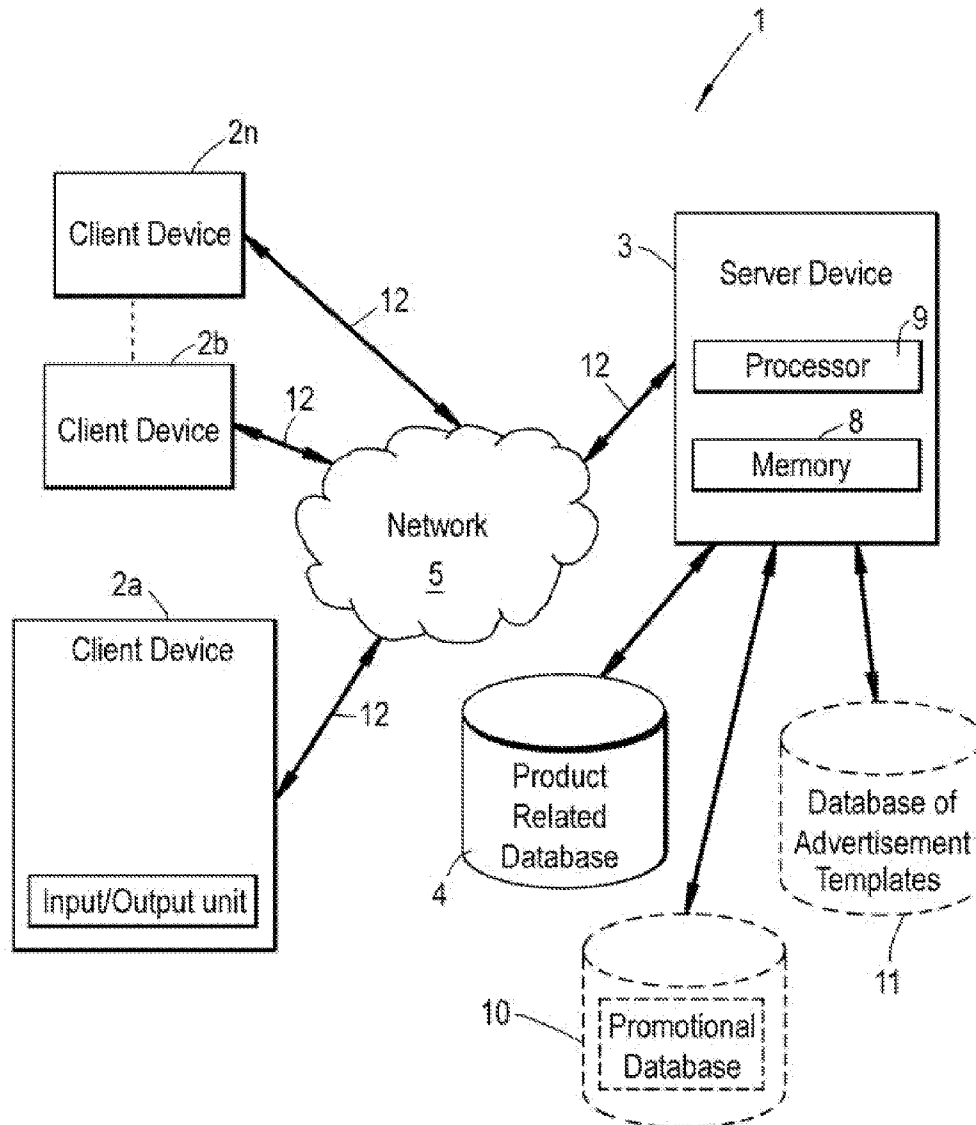 1
2n
Client Device
12
2b
Client Device
12
3
Server Device
9
Processor
8
Memory
12
Network
5
2a
Client Device
Input/Output unit
12
Product
Related
Database
4
Database of
Advertisement
Templates
11
10
Promotional
Database